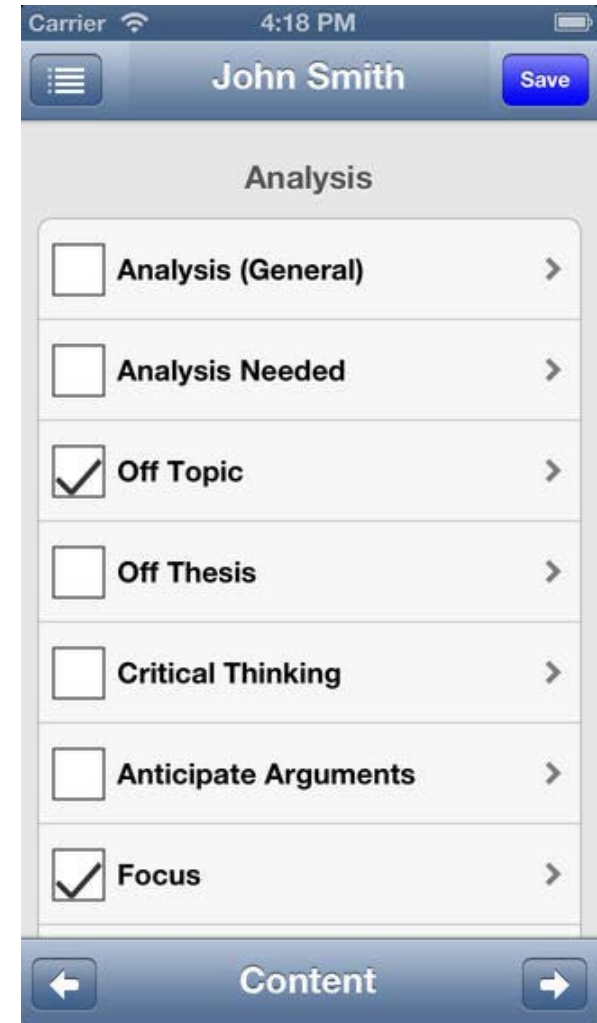 Carrier 4:18 PM
John Smith Save
Analysis
Analysis (General)
Analysis Needed
Off Topic
Off Thesis
Critical Thinking
Anticipate Arguments
Focus
Content